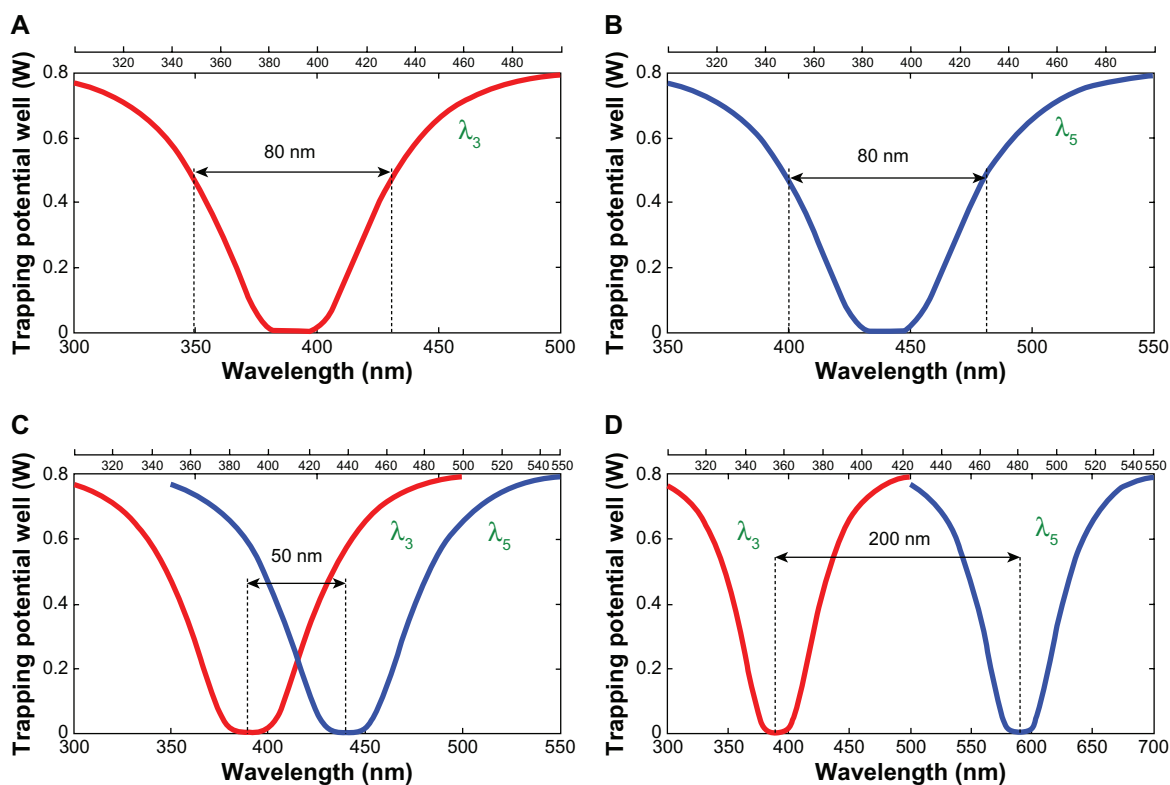 A
320 340 360 380 400 420 440 460 480
Trapping potential well (W)
0.8
0.6
0.4
0.2
0
80 nm
λ3
300 350 400 450 500
Wavelength (nm)
B
320 340 360 380 400 420 440 460 480
Trapping potential well (W)
0.8
0.6
0.4
0.2
0
80 nm
λ5
350 400 450 500 550
Wavelength (nm)
C
320 340 360 380 400 420 440 460 480 500 520 540 550
Trapping potential well (W)
0.8
0.6
0.4
0.2
0
50 nm
λ3
λ5
300 350 400 450 500 550
Wavelength (nm)
D
320 340 360 380 400 420 440 460 480 500 520 540 550
Trapping potential well (W)
0.8
0.6
0.4
0.2
0
λ3
200 nm
λ5
300 350 400 450 500 550 600 650 700
Wavelength (nm)